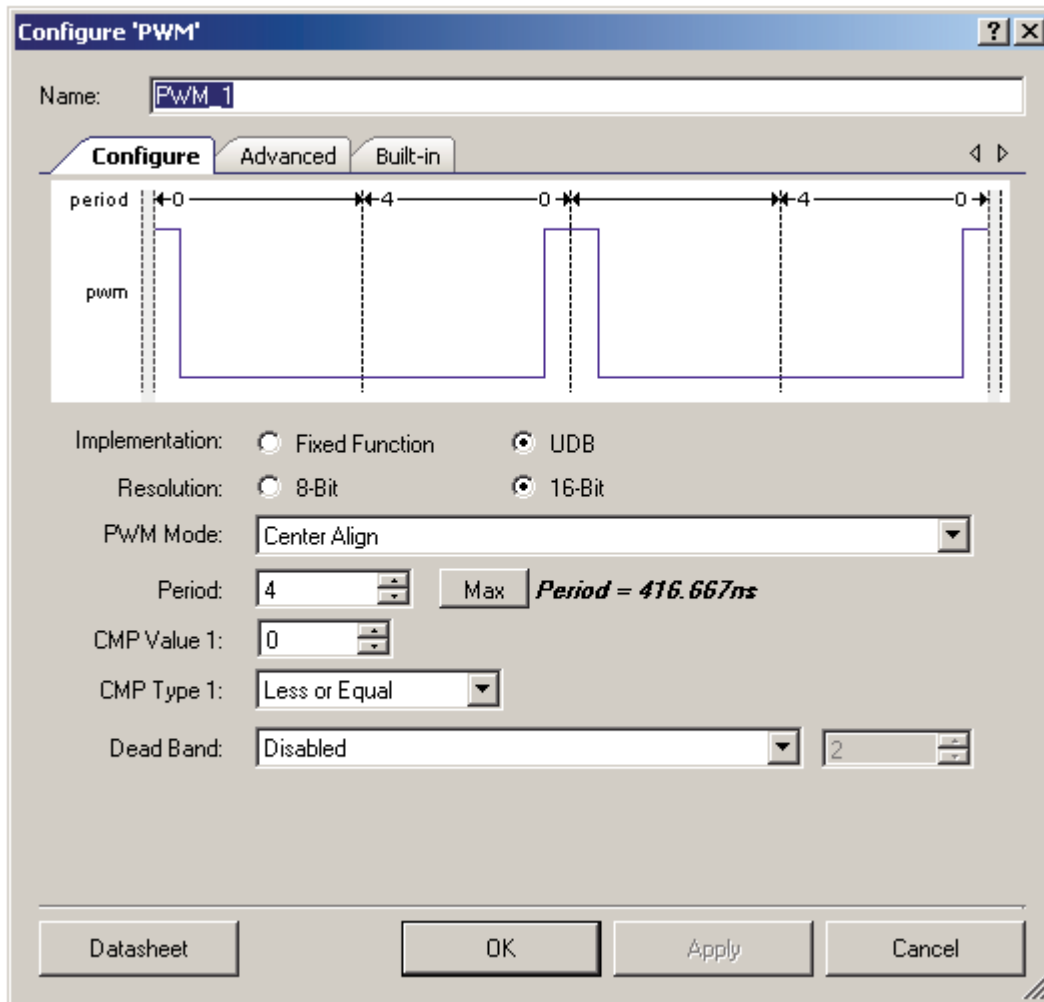 Configure 'PWM'
Name: PWM_1
Configure Advanced Built-in
period 0 4 0 4 0
pwm
Implementation: Fixed Function UDB
Resolution: 8-Bit 16-Bit
PWM Mode: Center Align
Period: 4 Max Period = 416.667ns
CMP Value 1: 0
CMP Type 1: Less or Equal
Dead Band: Disabled 2
Datasheet OK Apply Cancel